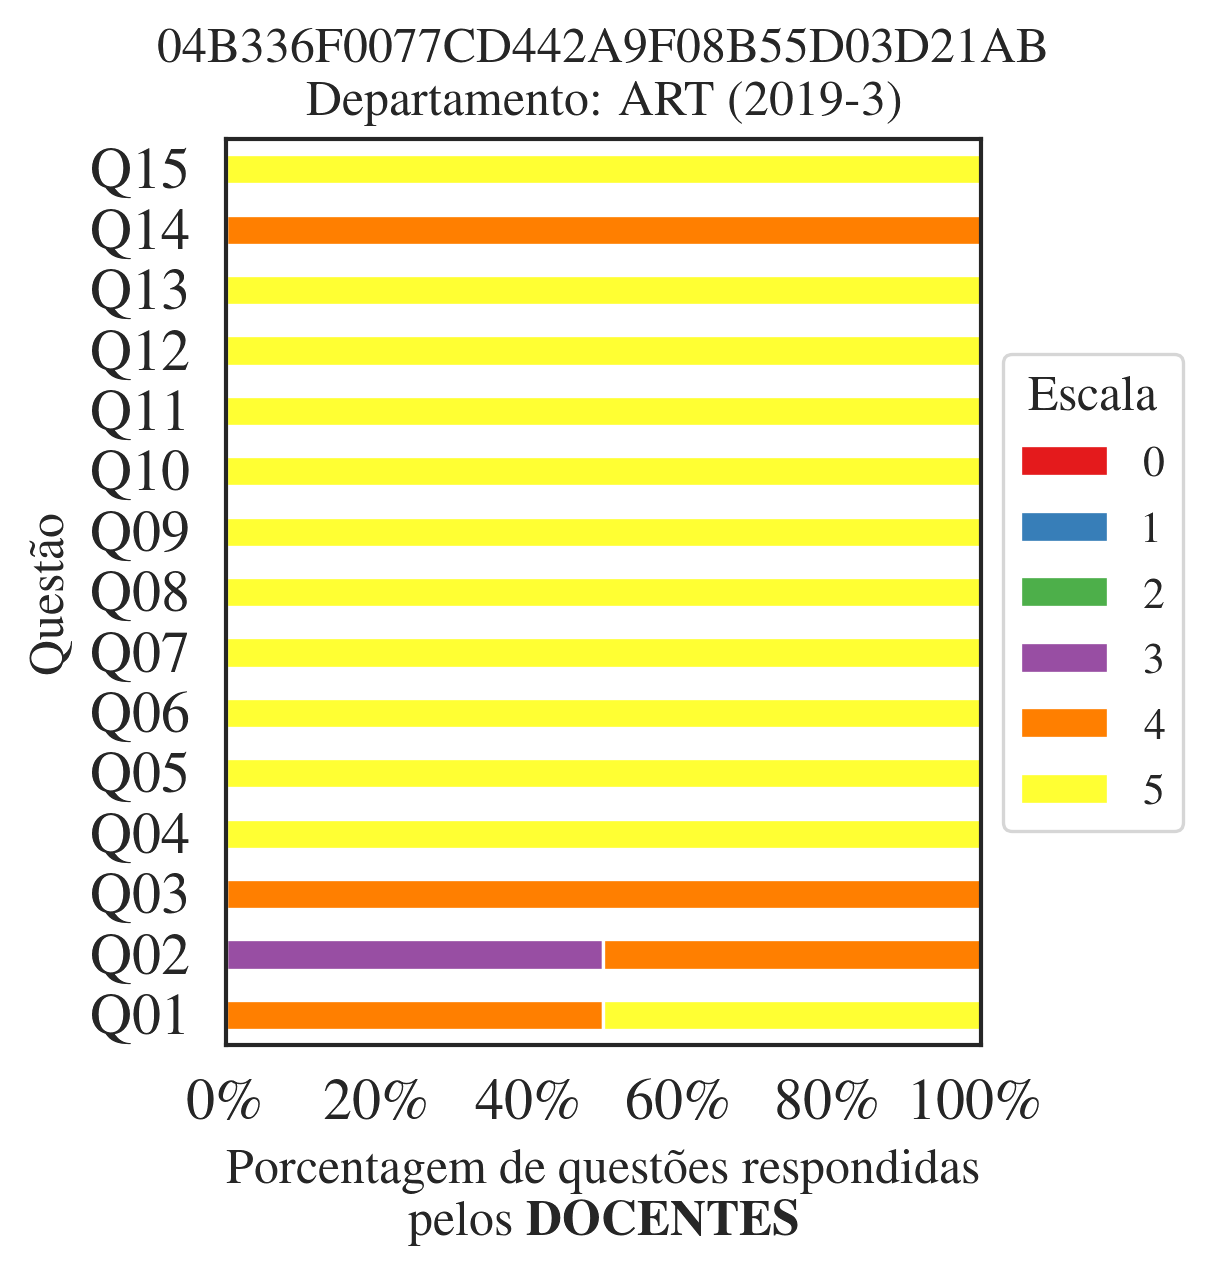 04B336F0077CD442A9F08B55D03D21AB
Departamento: ART (2019-3)
Questão
Q15
Q14
Q13
Q12
Q11
Q10
Q09
Q08
Q07
Q06
Q05
Q04
Q03
Q02
Q01
0% 20% 40% 60% 80% 100%
Porcentagem de questões respondidas
pelos DOCENTES
Escala
0
1
2
3
4
5